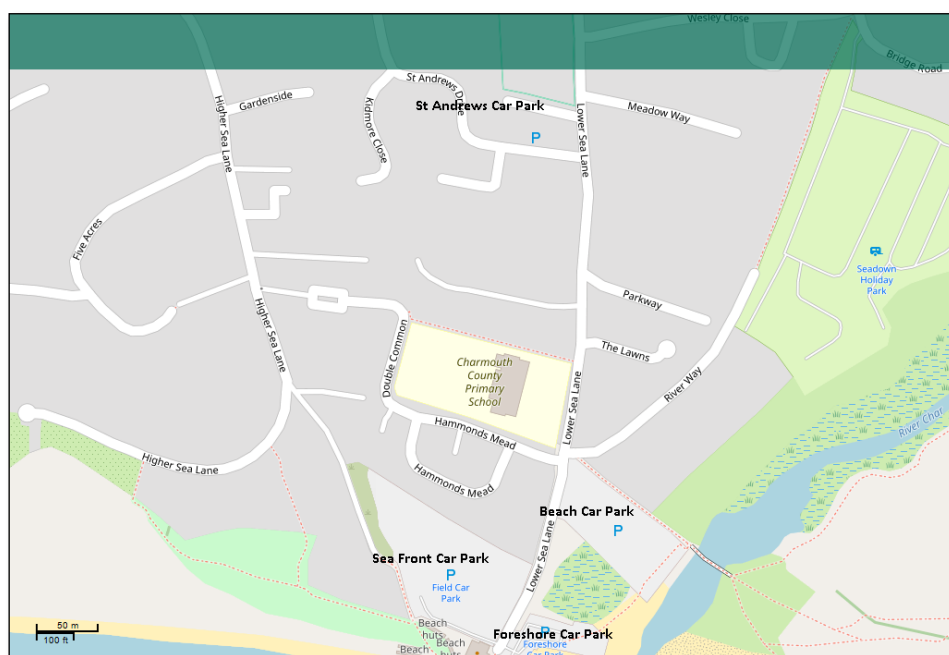 Wesley Close
Bridge Road
St Andrews Drive
St Andrews Car Park
P
Gardenside
Higher Sea Lane
Kidmore Close
Lower Sea Lane
Meadow Way
Five Acres
Seadown
Holiday
Park
Parkway
Higher Sea Lane
Double Common
The Lawns
Charmouth
County
Primary
School
Lower Sea Lane
River Way
Hammonds Mead
Higher Sea Lane
Hammonds Mead
River Char
Beach Car Park
P
Sea Front Car Park
P
Field Car
Park
Lower Sea Lane
50 m
100 ft
Beach
huts
Beach
huts
Beach
Foreshore Car Park
P
Foreshore
Car Park